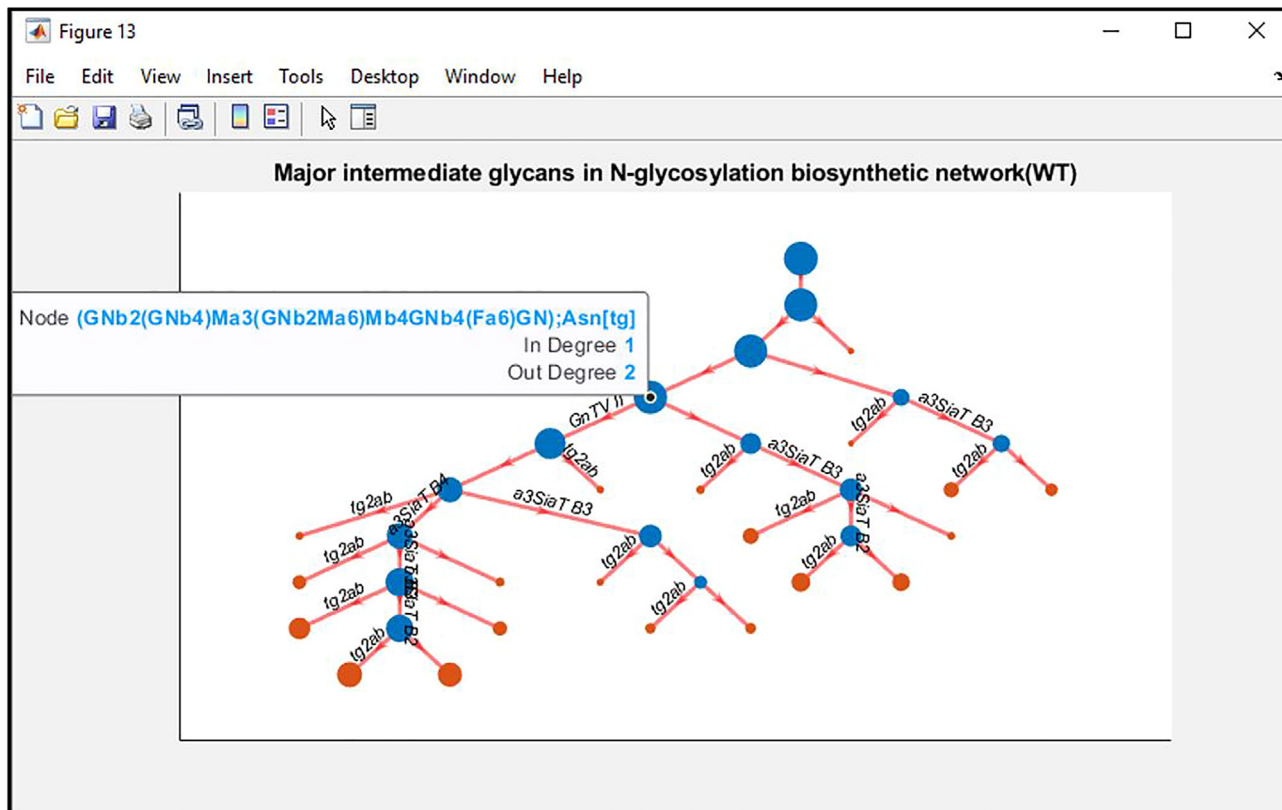 Figure 13
File Edit View Insert Tools Desktop Window Help
Major intermediate glycans in N-glycosylation biosynthetic network(WT)
Node (GNb2(GNb4)Ma3(GNb2Ma6)Mb4GNb4(Fa6)GN);Asn[tg]
In Degree 1
Out Degree 2
GnTV II
tg2ab
a3SiaT B3
tg2ab
tg2ab
a3SiaT B3
tg2ab
tg2ab
a3SiaT B4
a3SiaT B3
tg2ab
a3SiaT B2
tg2ab
tg2ab
tg2ab
tg2ab
tg2ab
a3SiaT B2
tg2ab